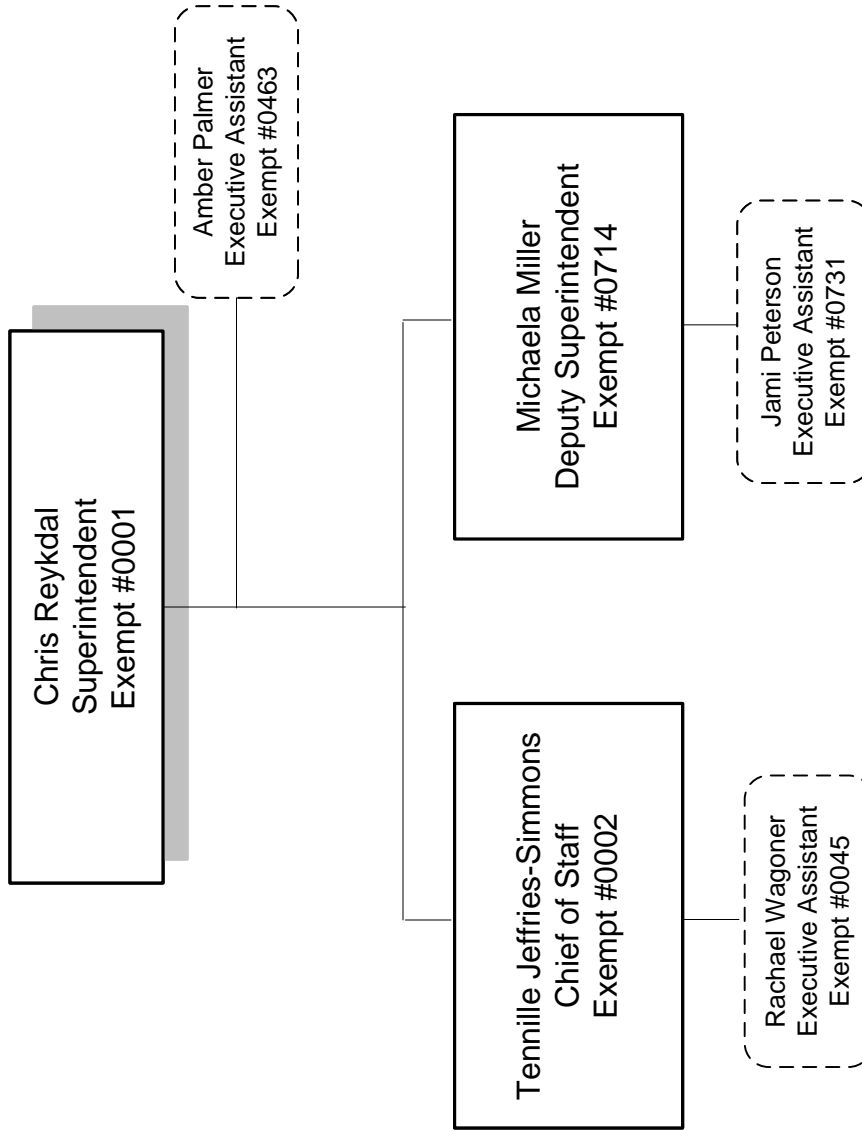 Chris Reykdal
Superintendent
Exempt #0001
Amber Palmer
Executive Assistant
Exempt #0463
Tennille Jeffries-Simmons
Chief of Staff
Exempt #0002
Michaela Miller
Deputy Superintendent
Exempt #0714
Rachael Wagoner
Executive Assistant
Exempt #0045
Jami Peterson
Executive Assistant
Exempt #0731